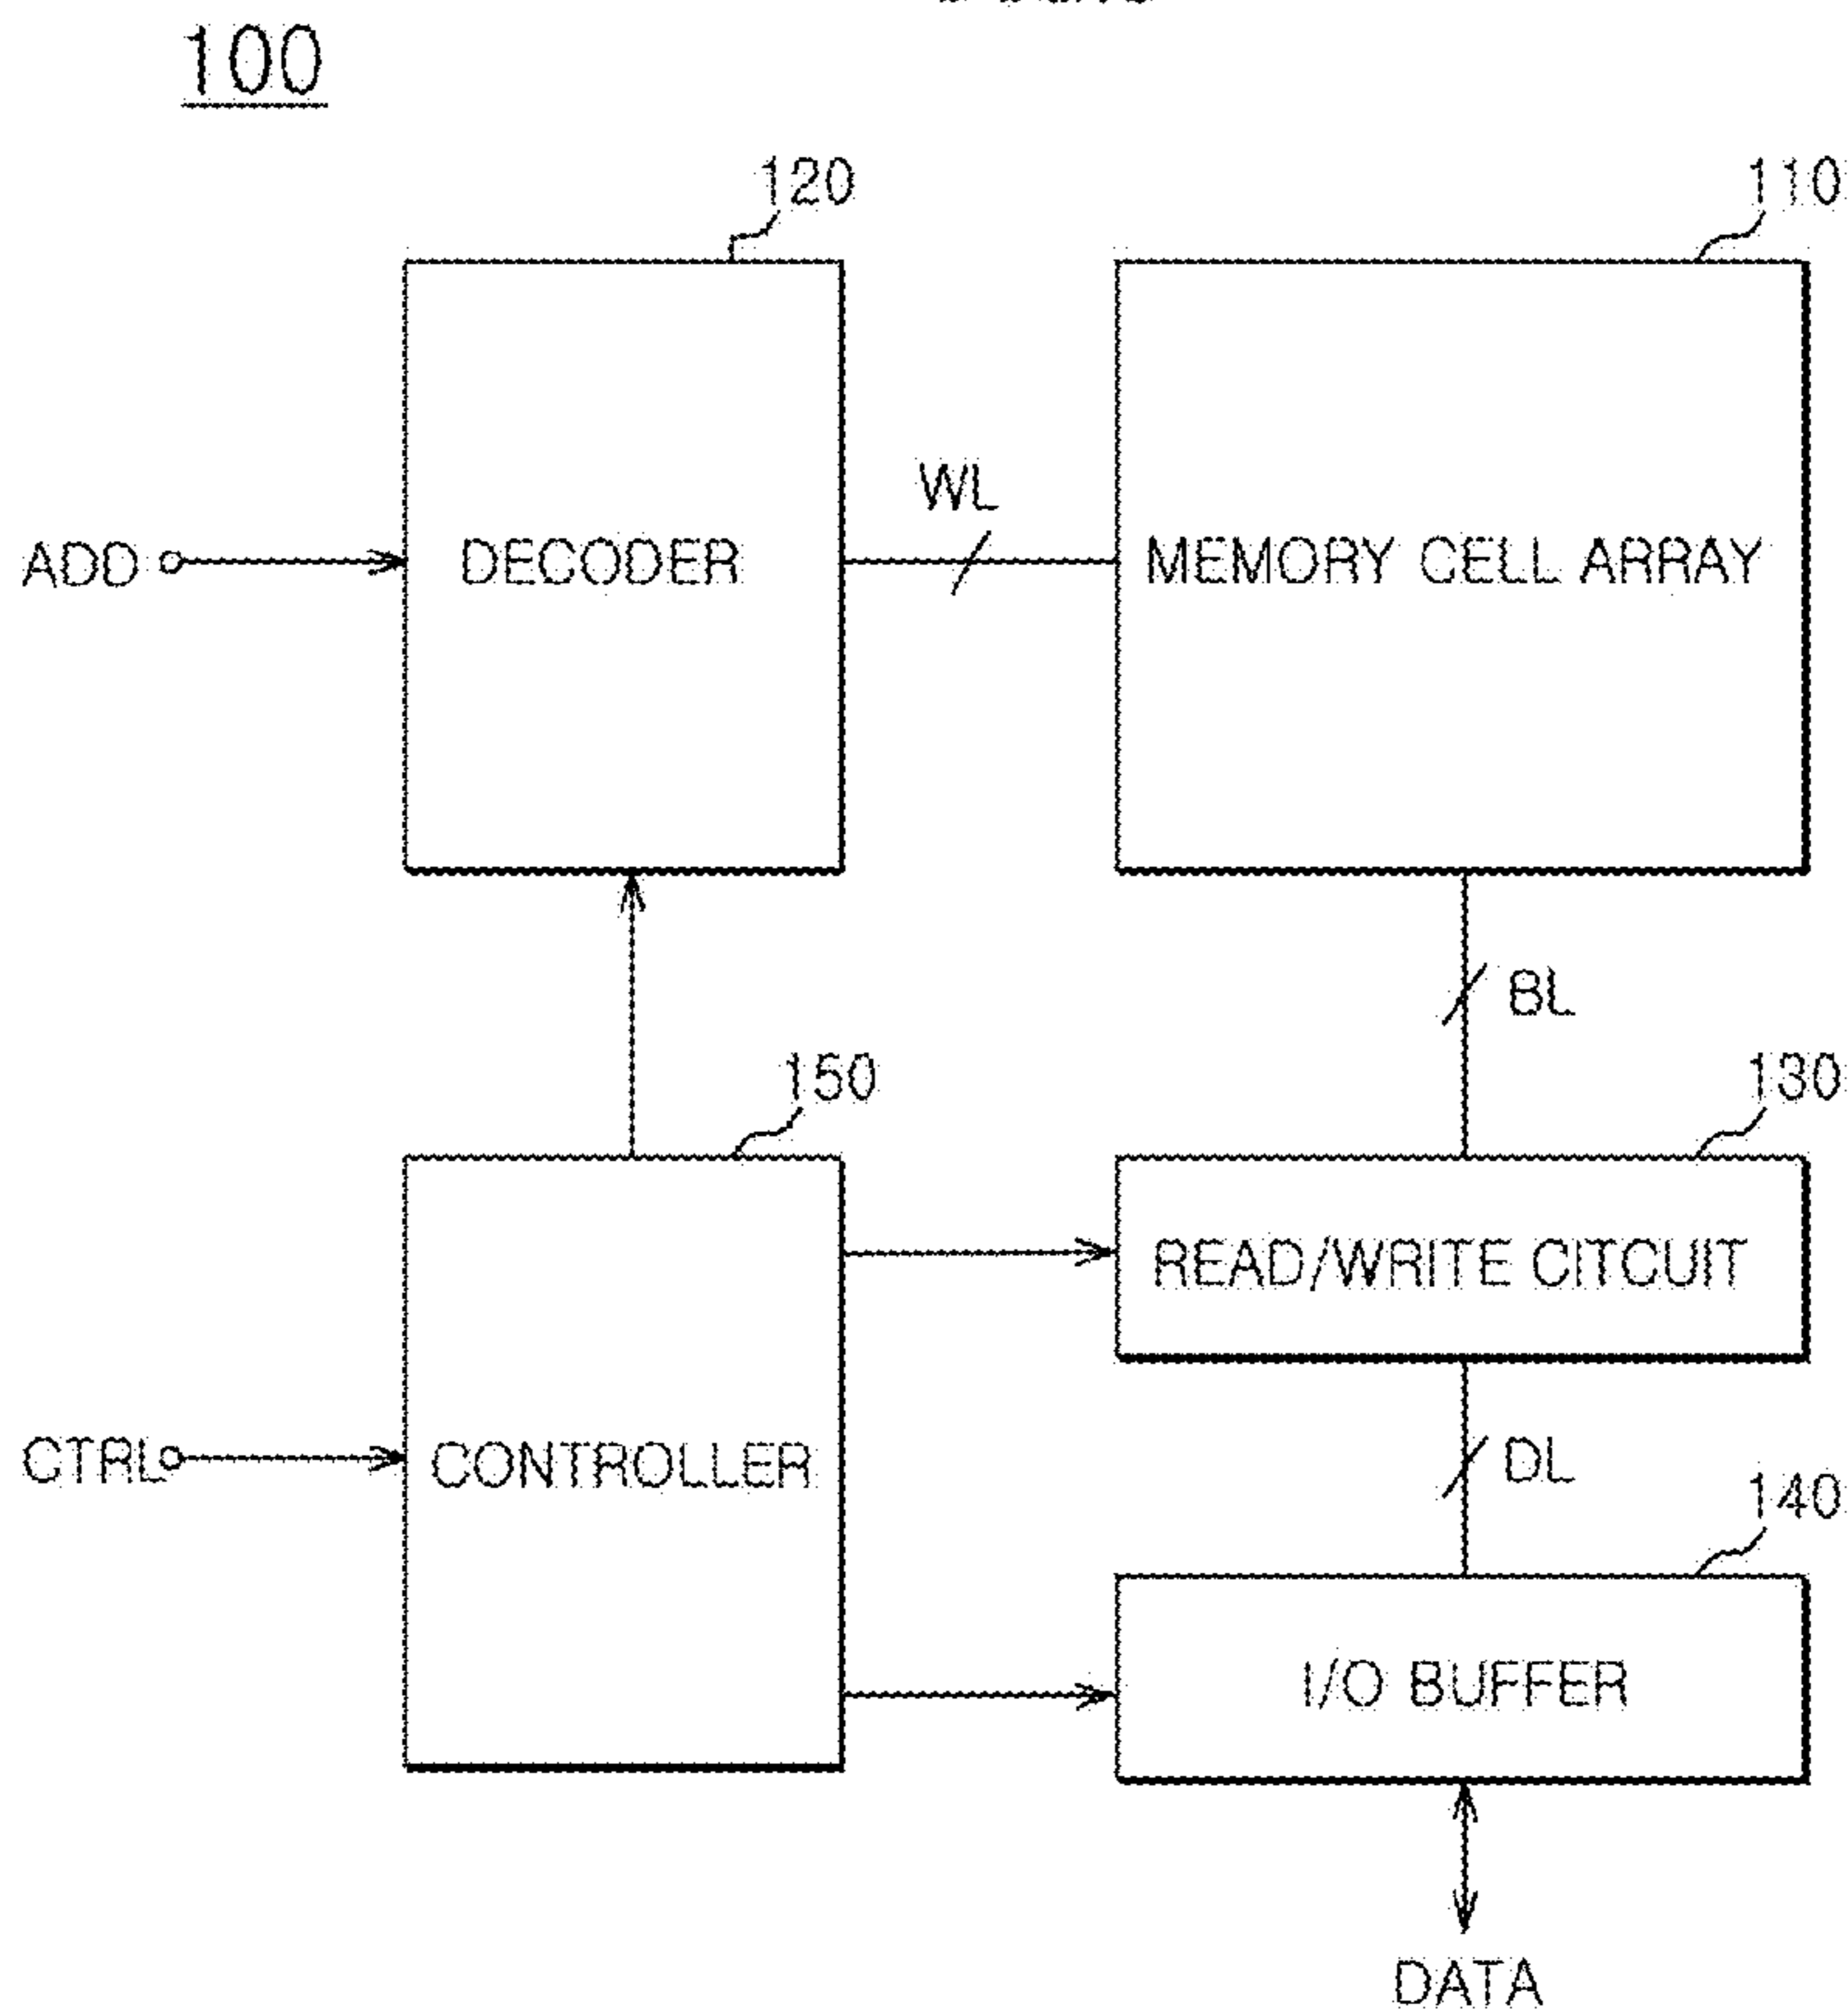 100
120
110
WL
ADD
DECODER
MEMORY CELL ARRAY
BL
150
130
READ/WRITE CITCUIT
CTRL
CONTROLLER
DL
140
I/O BUFFER
DATA